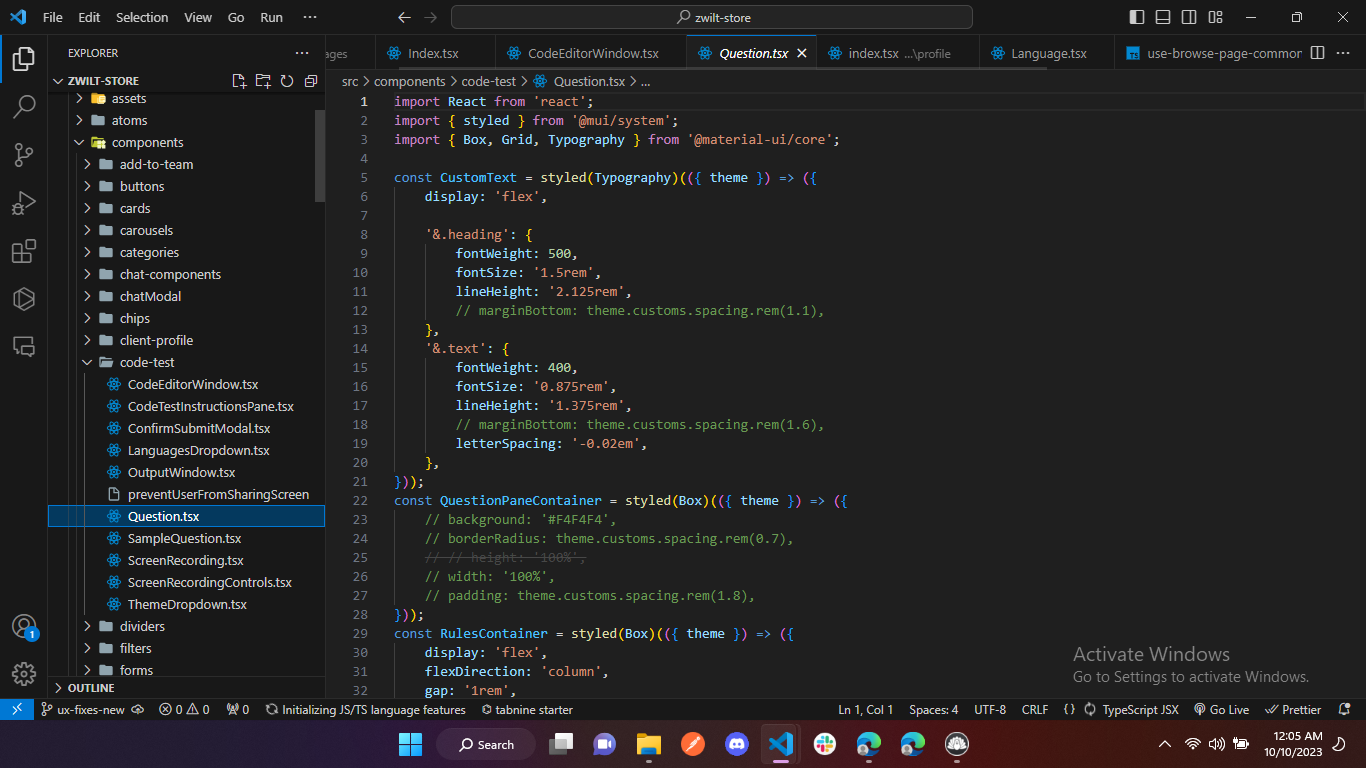 File Edit Selection View Go Run ··· zwilt-store
EXPLORER ···
ages Index.tsx CodeEditorWindow.tsx Question.tsx index.tsx ...\profile Language.tsx use-browse-page-common ···
ZWILT-STORE
src > components > code-test > Question.tsx > ...
assets
atoms
components
add-to-team
buttons
cards
carousels
categories
chat-components
chatModal
chips
client-profile
code-test
CodeEditorWindow.tsx
CodeTestInstructionsPane.tsx
ConfirmSubmitModal.tsx
LanguagesDropdown.tsx
OutputWindow.tsx
preventUserFromSharingScreen
Question.tsx
SampleQuestion.tsx
ScreenRecording.tsx
ScreenRecordingControls.tsx
ThemeDropdown.tsx
dividers
filters
forms
OUTLINE
1 import React from 'react';
2 import { styled } from '@mui/system';
3 import { Box, Grid, Typography } from '@material-ui/core';
4
5 const CustomText = styled(Typography)(({ theme }) => ({
6 display: 'flex',
7
8 '&.heading': {
9 fontWeight: 500,
10 fontSize: '1.5rem',
11 lineHeight: '2.125rem',
12 // marginBottom: theme.customs.spacing.rem(1.1),
13 },
14 '&.text': {
15 fontWeight: 400,
16 fontSize: '0.875rem',
17 lineHeight: '1.375rem',
18 // marginBottom: theme.customs.spacing.rem(1.6),
19 letterSpacing: '-0.02em',
20 },
21 }));
22 const QuestionPaneContainer = styled(Box)(({ theme }) => ({
23 // background: '#F4F4F4',
24 // borderRadius: theme.customs.spacing.rem(0.7),
25 // // height: '100%',
26 // width: '100%',
27 // padding: theme.customs.spacing.rem(1.8),
28 }));
29 const RulesContainer = styled(Box)(({ theme }) => ({
30 display: 'flex',
31 flexDirection: 'column',
32 gap: '1rem',
Activate Windows
Go to Settings to activate Windows.
1
ux-fixes-new 0 0 0 Initializing JS/TS language features tabnine starter Ln 1, Col 1 Spaces: 4 UTF-8 CRLF {} TypeScript JSX Go Live Prettier
Search
12:05 AM
10/10/2023